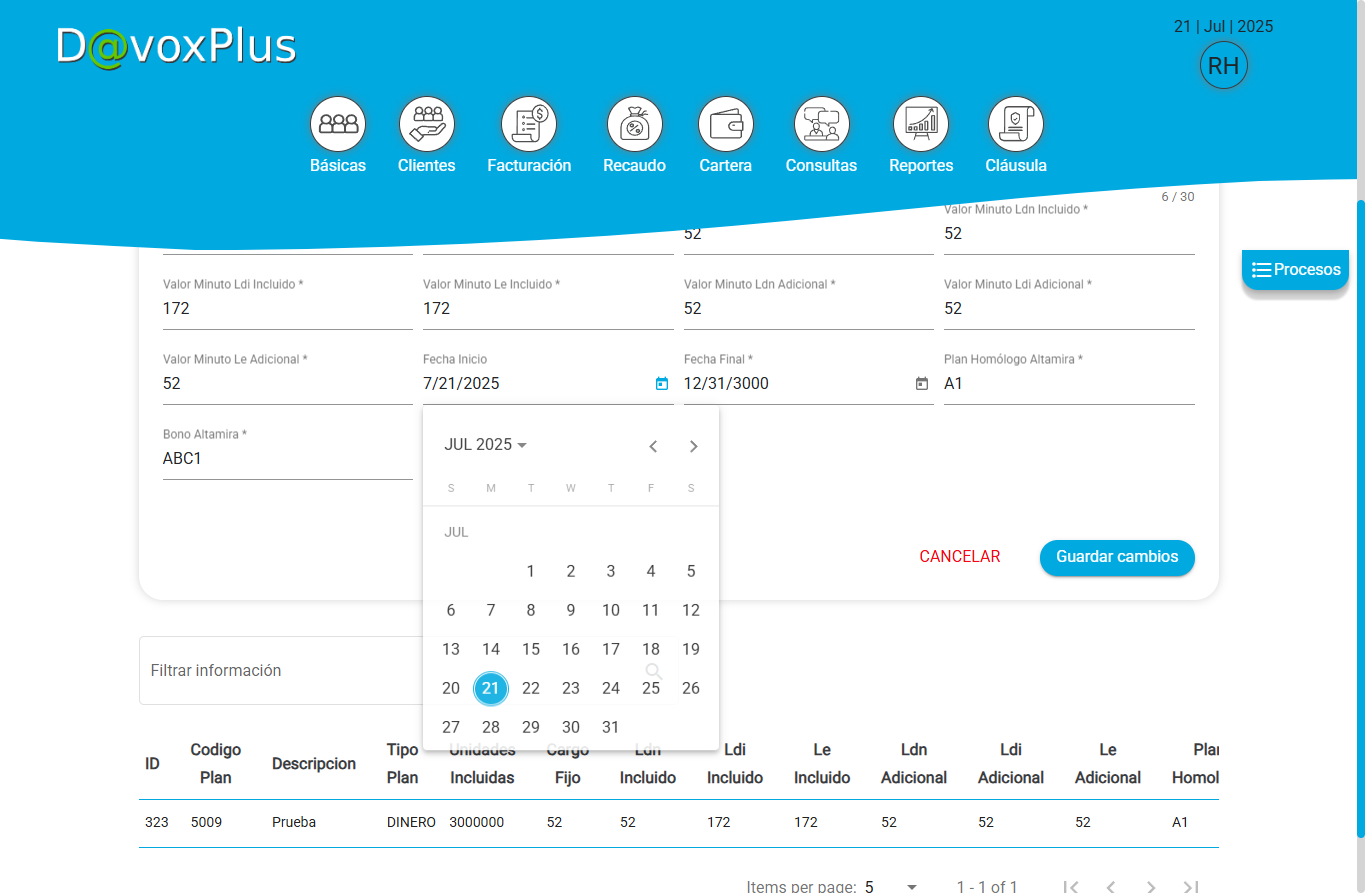 D@voxPlus
21 | Jul | 2025
RH
Básicas
Clientes
Facturación
Recaudo
Cartera
Consultas
Reportes
Cláusula
6 / 30
Valor Minuto Ldn Incluido *
52
52
Procesos
Valor Minuto Ldi Incluido *
Valor Minuto Le Incluido *
Valor Minuto Ldn Adicional *
Valor Minuto Ldi Adicional *
172
172
52
52
Valor Minuto Le Adicional *
Fecha Inicio
Fecha Final *
Plan Homólogo Altamira *
52
7/21/2025
12/31/3000
A1
Bono Altamira *
ABC1
JUL 2025
S M T W T F S
JUL
1 2 3 4 5
6 7 8 9 10 11 12
13 14 15 16 17 18 19
20 21 22 23 24 25 26
27 28 29 30 31
CANCELAR
Guardar cambios
Filtrar información
ID
Codigo Plan
Descripcion
Tipo Plan
Unidades Incluidas
Cargo Fijo
Ldn Incluido
Ldi Incluido
Le Incluido
Ldn Adicional
Ldi Adicional
Le Adicional
Plan Homol
323 5009 Prueba DINERO 3000000 52 52 172 172 52 52 52 A1
Items per page: 5 1 - 1 of 1